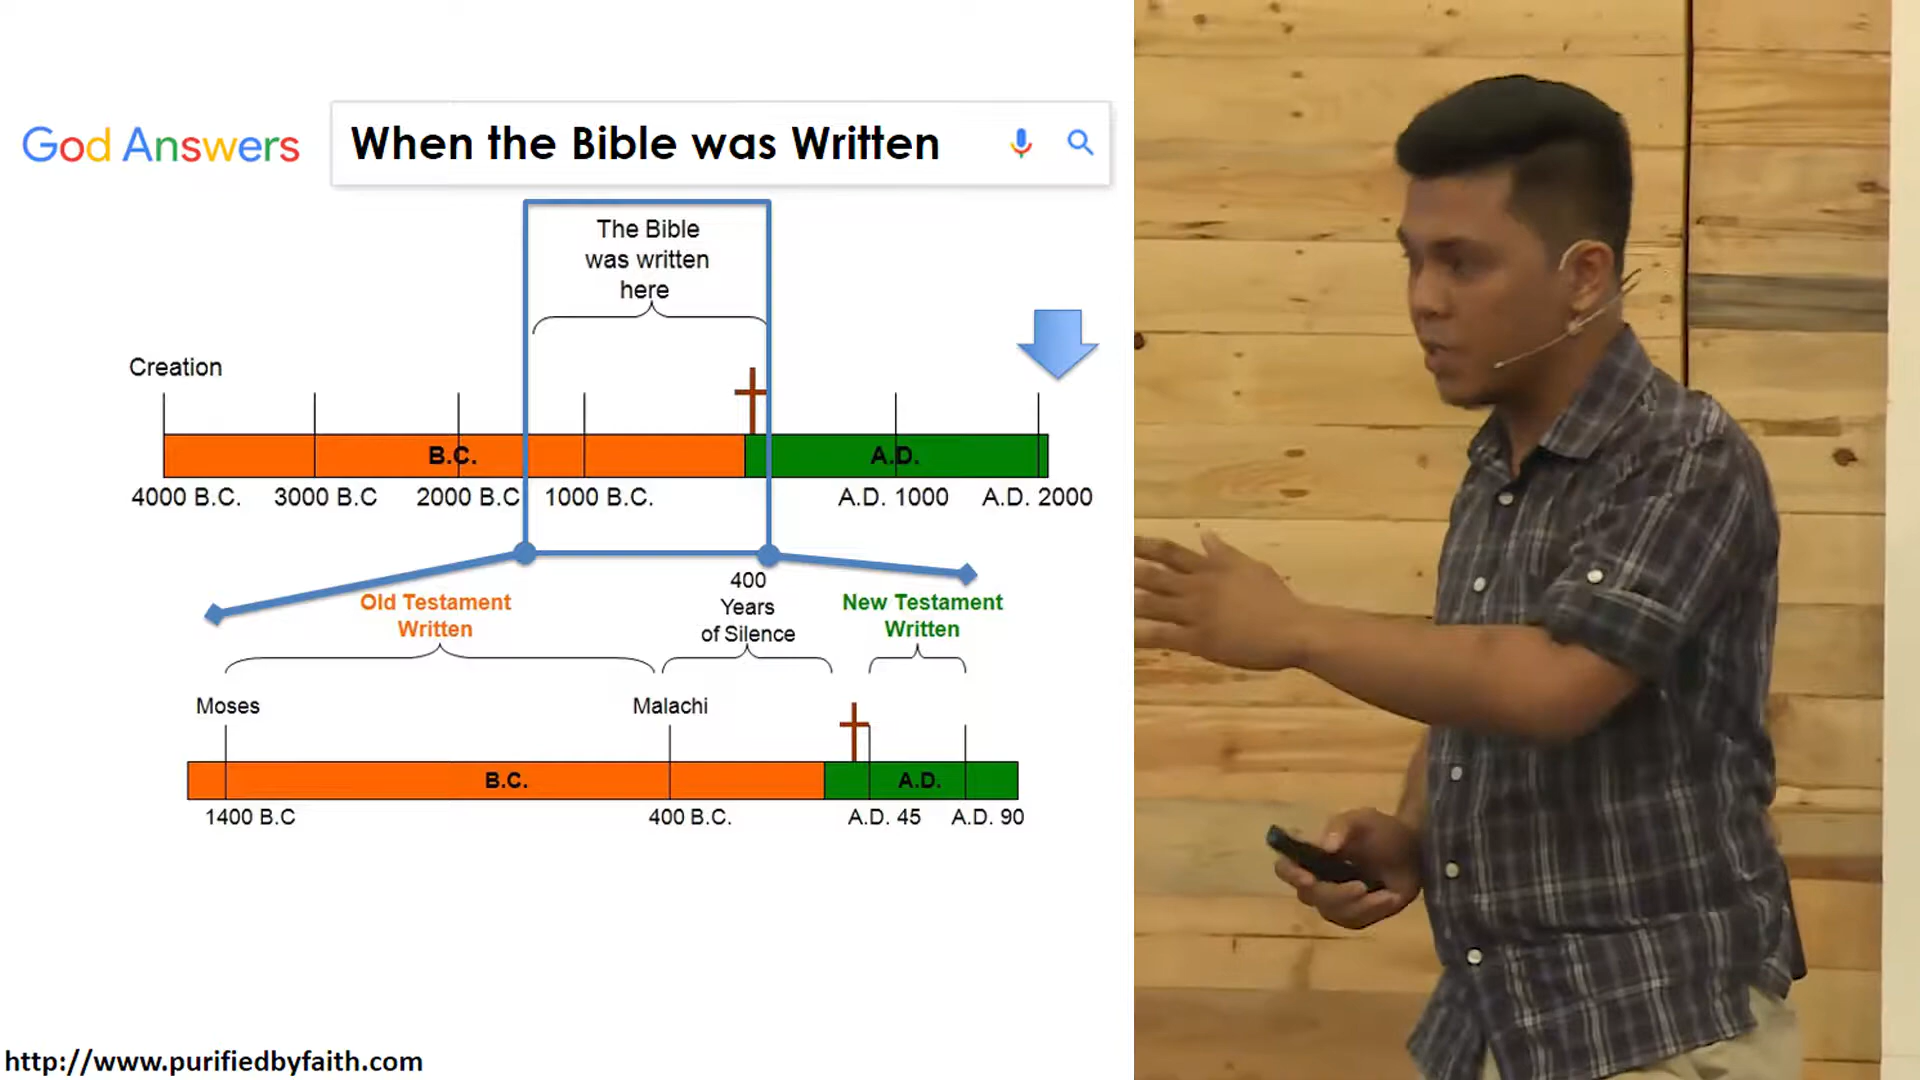 God Answers
When the Bible was Written
The Bible
was written
here
Creation
B.C.
A.D.
4000 B.C.
3000 B.C
2000 B.C
1000 B.C.
A.D. 1000
A.D. 2000
Old Testament
Written
400
Years
of Silence
New Testament
Written
Moses
Malachi
B.C.
A.D.
1400 B.C
400 B.C.
A.D. 45
A.D. 90
http://www.purifiedbyfaith.com